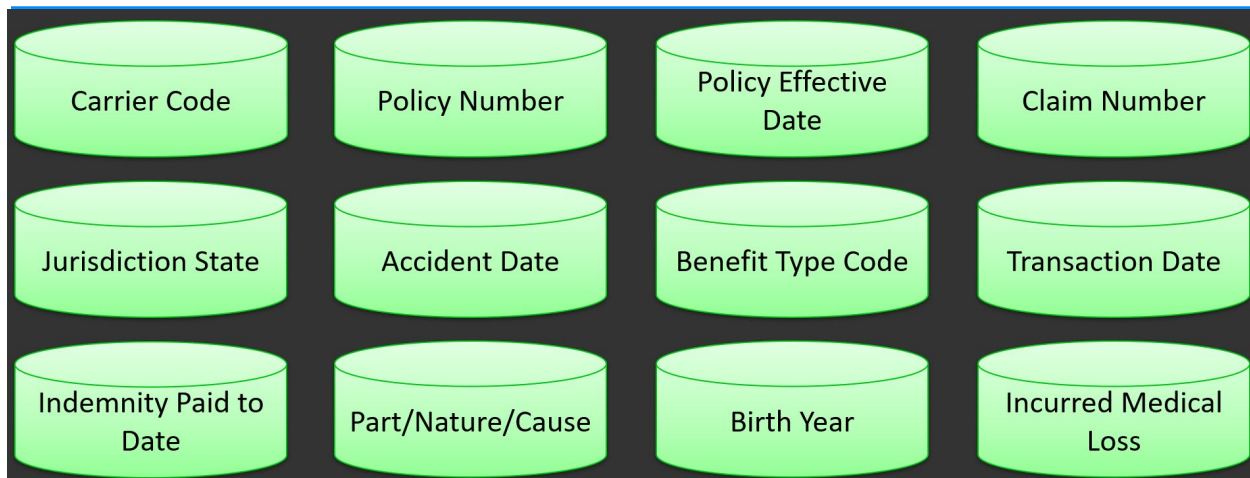 Carrier Code
Policy Number
Policy Effective
Date
Claim Number
Jurisdiction State
Accident Date
Benefit Type Code
Transaction Date
Indemnity Paid to
Date
Part/Nature/Cause
Birth Year
Incurred Medical
Loss